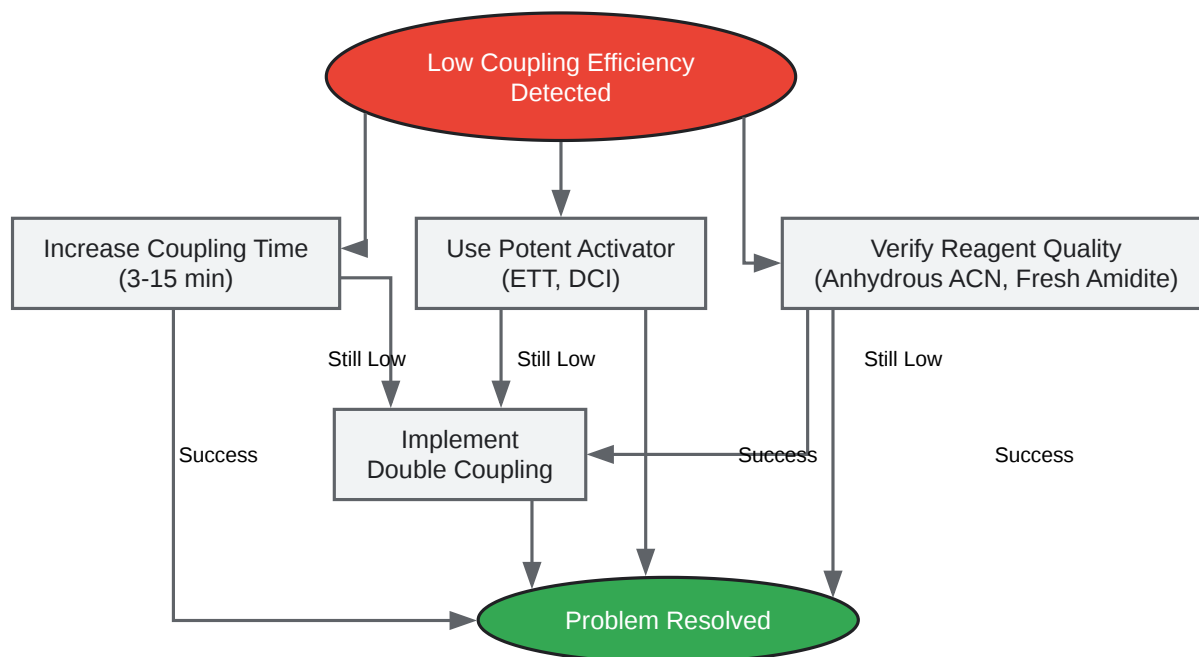 Low Coupling Efficiency
Detected
Increase Coupling Time
(3-15 min)
Use Potent Activator
(ETT, DCI)
Verify Reagent Quality
(Anhydrous ACN, Fresh Amidite)
Still Low
Still Low
Still Low
Implement
Double Coupling
Success
Success
Success
Problem Resolved